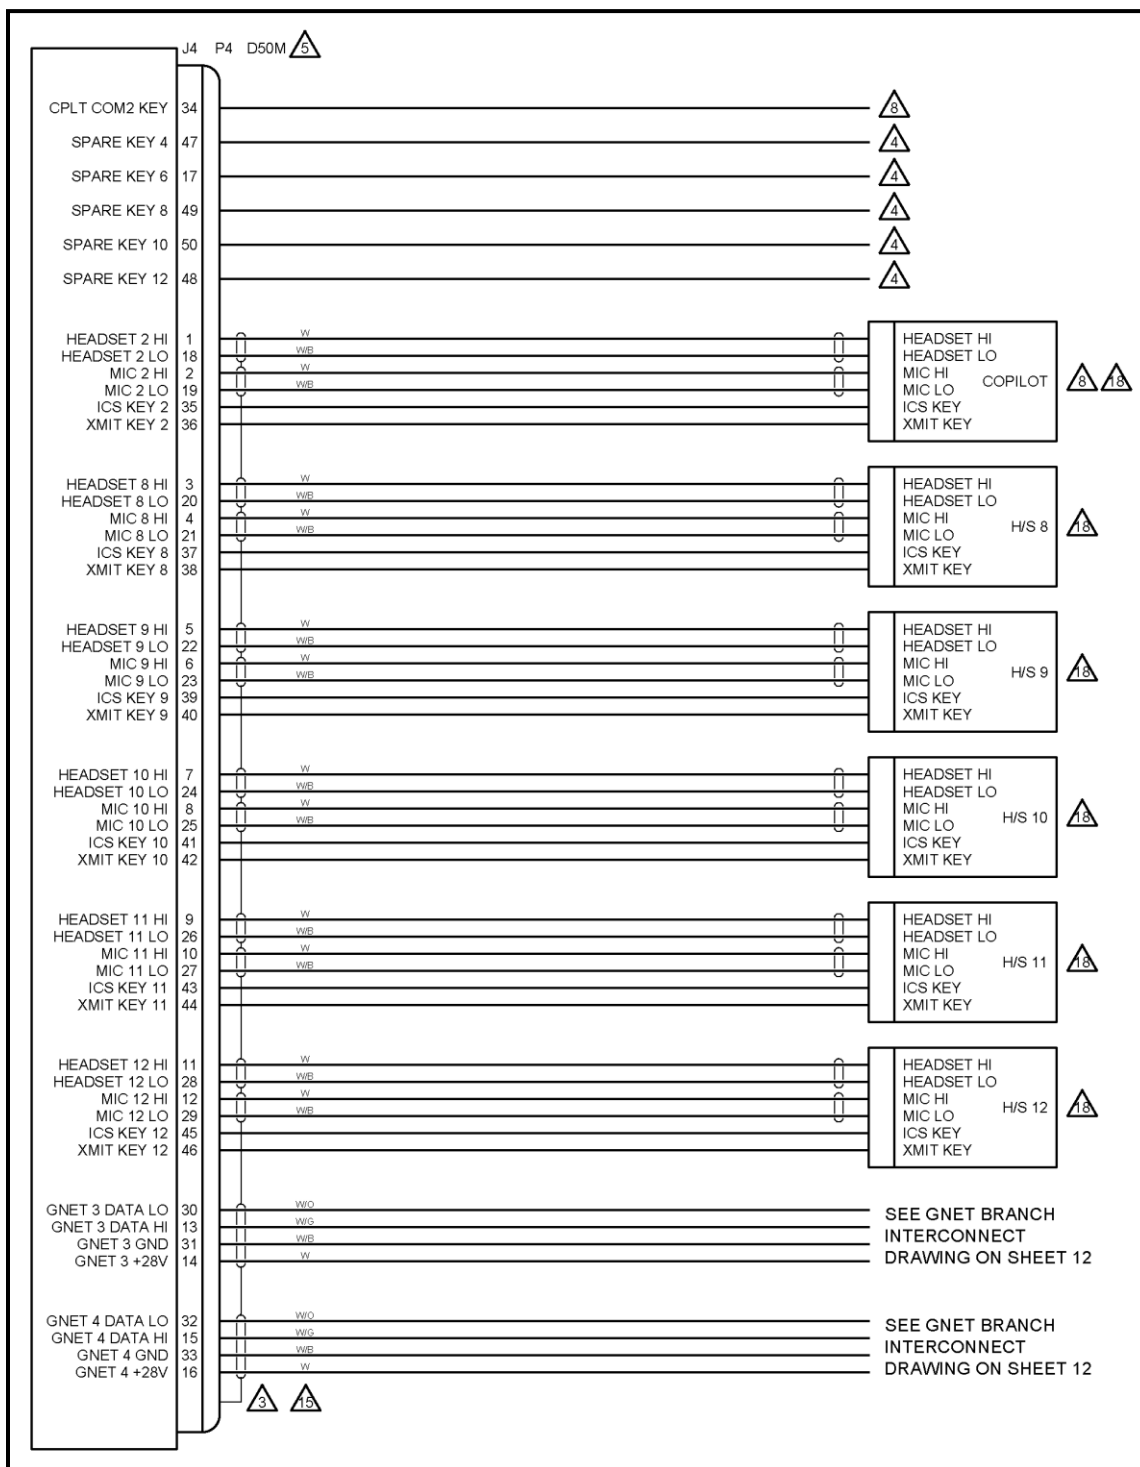 J4 P4 D50M 5
CPLT COM2 KEY 34 8
SPARE KEY 4 47 4
SPARE KEY 6 17 4
SPARE KEY 8 49 4
SPARE KEY 10 50 4
SPARE KEY 12 48 4
HEADSET 2 HI 1 W HEADSET HI
HEADSET 2 LO 18 W/B HEADSET LO
MIC 2 HI 2 W MIC HI
COPILOT 8 18
MIC 2 LO 19 W/B MIC LO
ICS KEY 2 35 ICS KEY
XMIT KEY 2 36 XMIT KEY
HEADSET 8 HI 3 W HEADSET HI
HEADSET 8 LO 20 W/B HEADSET LO
MIC 8 HI 4 W MIC HI
H/S 8 18
MIC 8 LO 21 W/B MIC LO
ICS KEY 8 37 ICS KEY
XMIT KEY 8 38 XMIT KEY
HEADSET 9 HI 5 W HEADSET HI
HEADSET 9 LO 22 W/B HEADSET LO
MIC 9 HI 6 W MIC HI
H/S 9 18
MIC 9 LO 23 W/B MIC LO
ICS KEY 9 39 ICS KEY
XMIT KEY 9 40 XMIT KEY
HEADSET 10 HI 7 W HEADSET HI
HEADSET 10 LO 24 W/B HEADSET LO
MIC 10 HI 8 W MIC HI
H/S 10 18
MIC 10 LO 25 W/B MIC LO
ICS KEY 10 41 ICS KEY
XMIT KEY 10 42 XMIT KEY
HEADSET 11 HI 9 W HEADSET HI
HEADSET 11 LO 26 W/B HEADSET LO
MIC 11 HI 10 W MIC HI
H/S 11 18
MIC 11 LO 27 W/B MIC LO
ICS KEY 11 43 ICS KEY
XMIT KEY 11 44 XMIT KEY
HEADSET 12 HI 11 W HEADSET HI
HEADSET 12 LO 28 W/B HEADSET LO
MIC 12 HI 12 W MIC HI
H/S 12 18
MIC 12 LO 29 W/B MIC LO
ICS KEY 12 45 ICS KEY
XMIT KEY 12 46 XMIT KEY
GNET 3 DATA LO 30 W/O
GNET 3 DATA HI 13 W/G
GNET 3 GND 31 W/B
GNET 3 +28V 14 W
SEE GNET BRANCH
INTERCONNECT
DRAWING ON SHEET 12
GNET 4 DATA LO 32 W/O
GNET 4 DATA HI 15 W/G
GNET 4 GND 33 W/B
GNET 4 +28V 16 W
SEE GNET BRANCH
INTERCONNECT
DRAWING ON SHEET 12
3 15